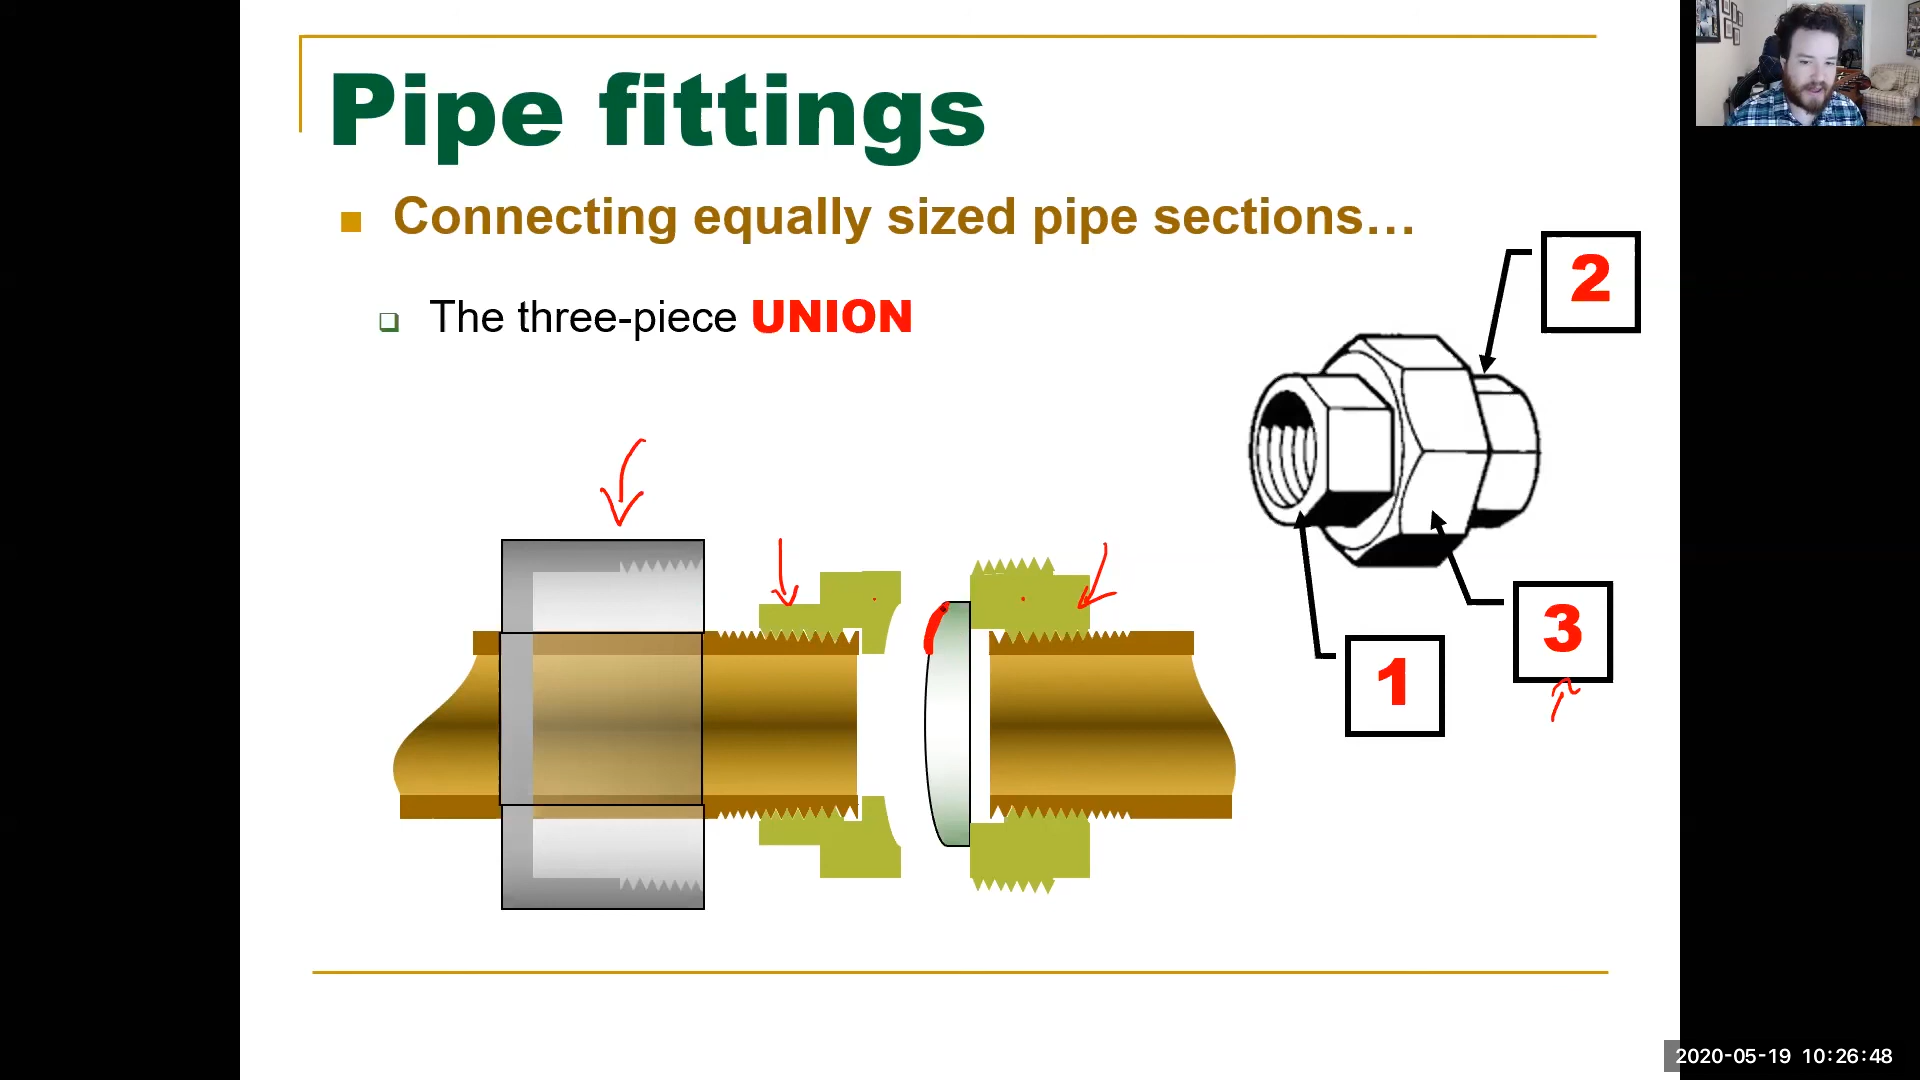 Pipe fittings
Connecting equally sized pipe sections…
The three-piece UNION
2
3
1
2020-05-19 10:26:48